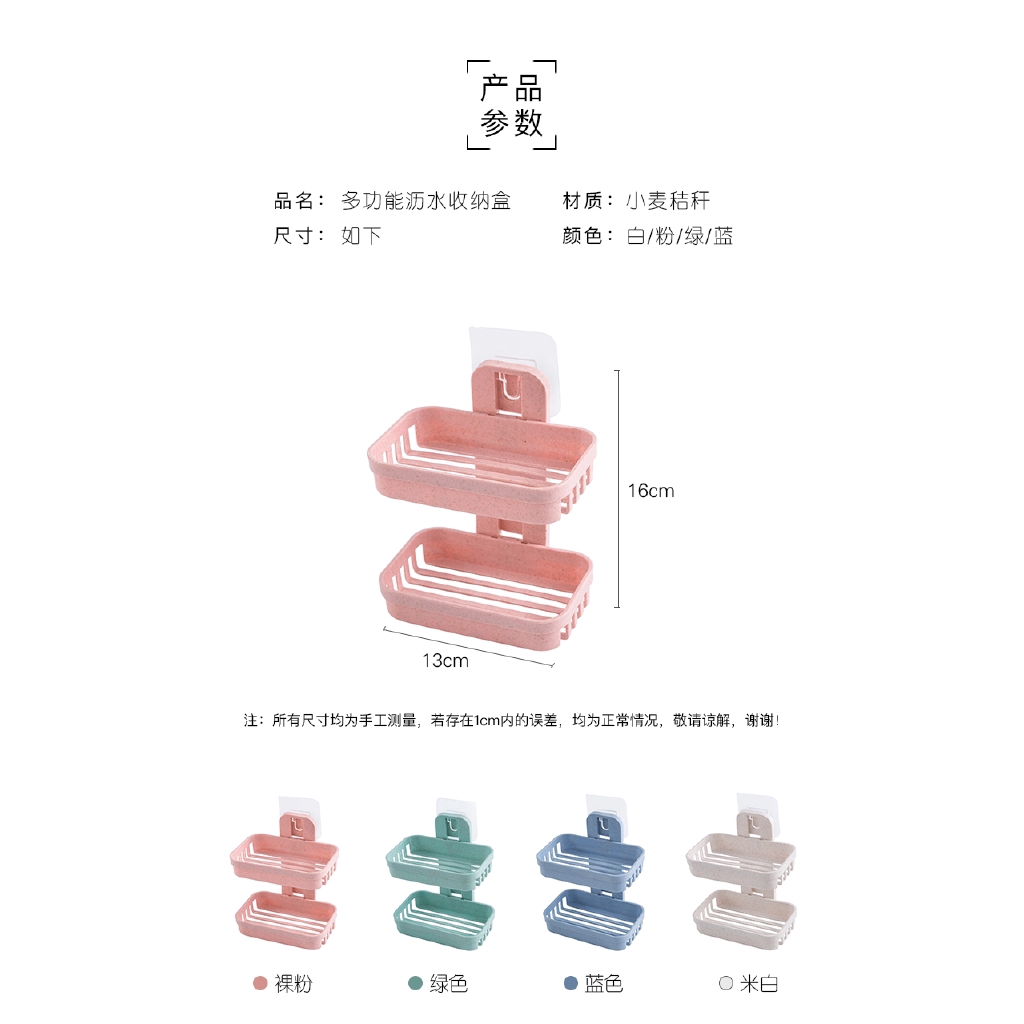 产品
参数
品名： 多功能沥水收纳盒 材质：小麦秸秆
尺寸： 如下 颜色：白/粉/绿/蓝
16cm
13cm
注：所有尺寸均为手工测量，若存在1cm内的误差，均为正常情况，敬请谅解，谢谢！
裸粉 绿色 蓝色 米白